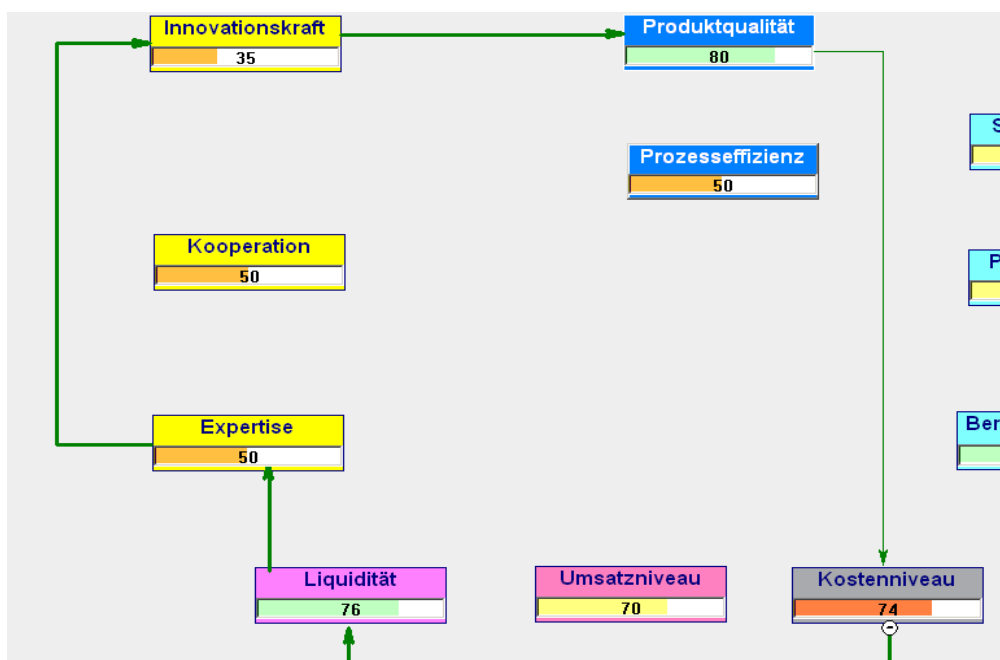 Innovationskraft
35
Produktqualität
80
Prozesseffizienz
50
Kooperation
50
Expertise
50
Liquidität
76
Umsatzniveau
70
Kostenniveau
74
-